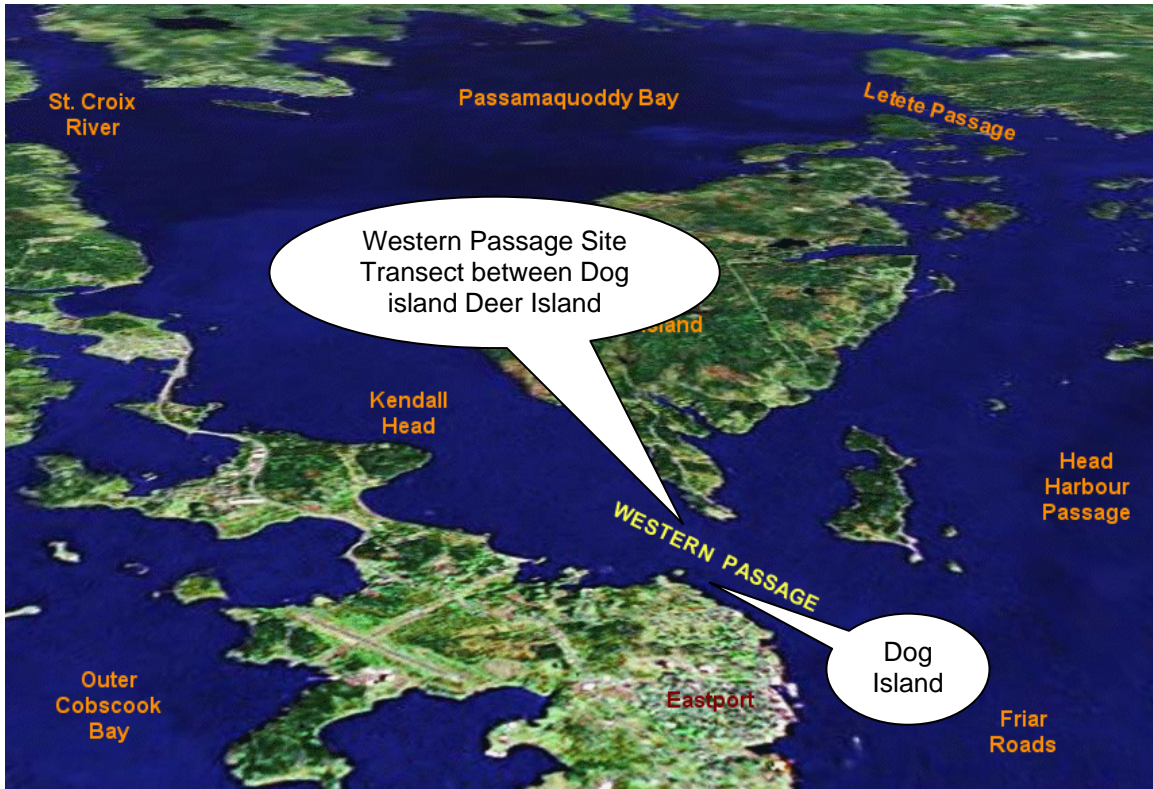 St. Croix
River
Passamaquoddy Bay
Letete Passage
Western Passage Site
Transect between Dog
island Deer Island
Island
Kendall
Head
Head
Harbour
Passage
WESTERN PASSAGE
Dog
Island
Outer
Cobscook
Bay
Eastport
Friar
Roads